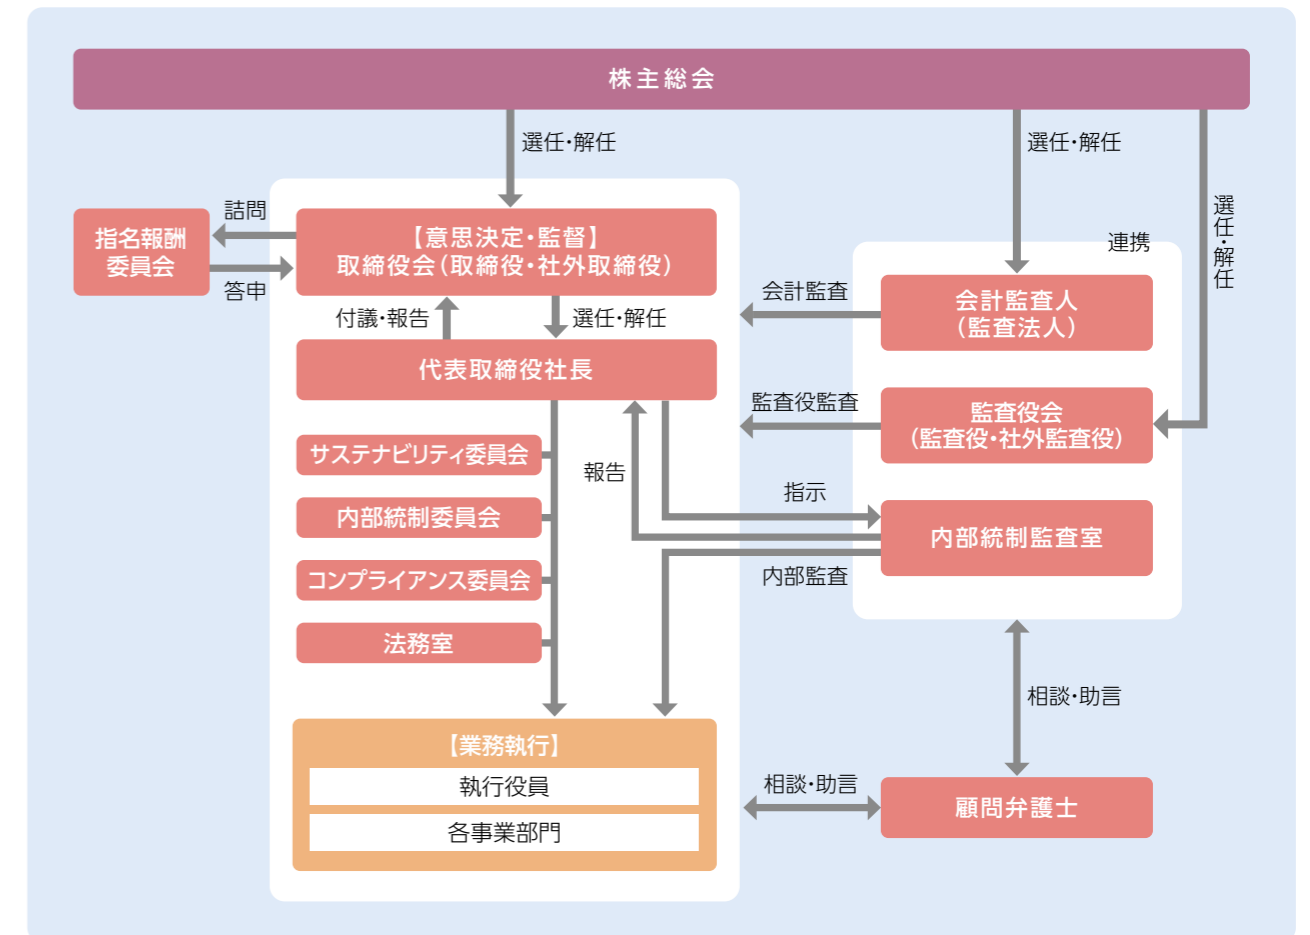 株主総会
選任・解任
選任・解任
選任・解任
指名報酬
委員会
詰問
答申
【意思決定・監督】
取締役会(取締役・社外取締役)
付議・報告
選任・解任
代表取締役社長
サステナビリティ委員会
内部統制委員会
コンプライアンス委員会
法務室
【業務執行】
執行役員
各事業部門
連携
会計監査
会計監査人
(監査法人)
監査役監査
監査役会
(監査役・社外監査役)
報告
指示
内部統制監査室
内部監査
相談・助言
相談・助言
顧問弁護士